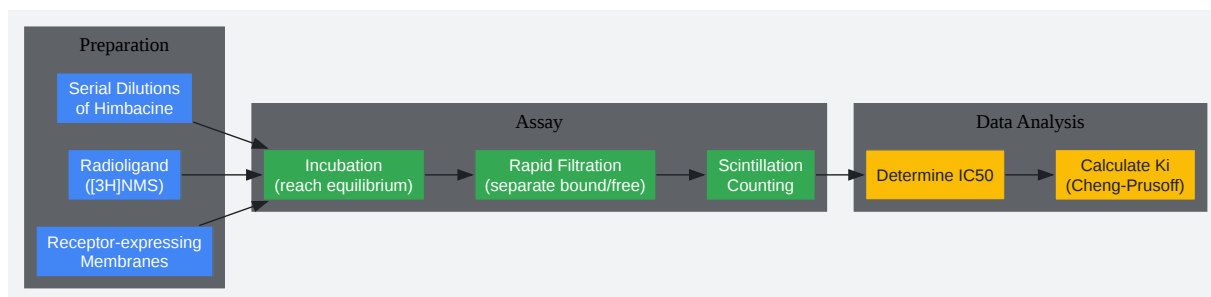 Preparation
Serial Dilutions
of Himbacine
Radioligand
([3H]NMS)
Receptor-expressing
Membranes
Assay
Incubation
(reach equilibrium)
Rapid Filtration
(separate bound/free)
Scintillation
Counting
Data Analysis
Determine IC50
Calculate Ki
(Cheng-Prusoff)